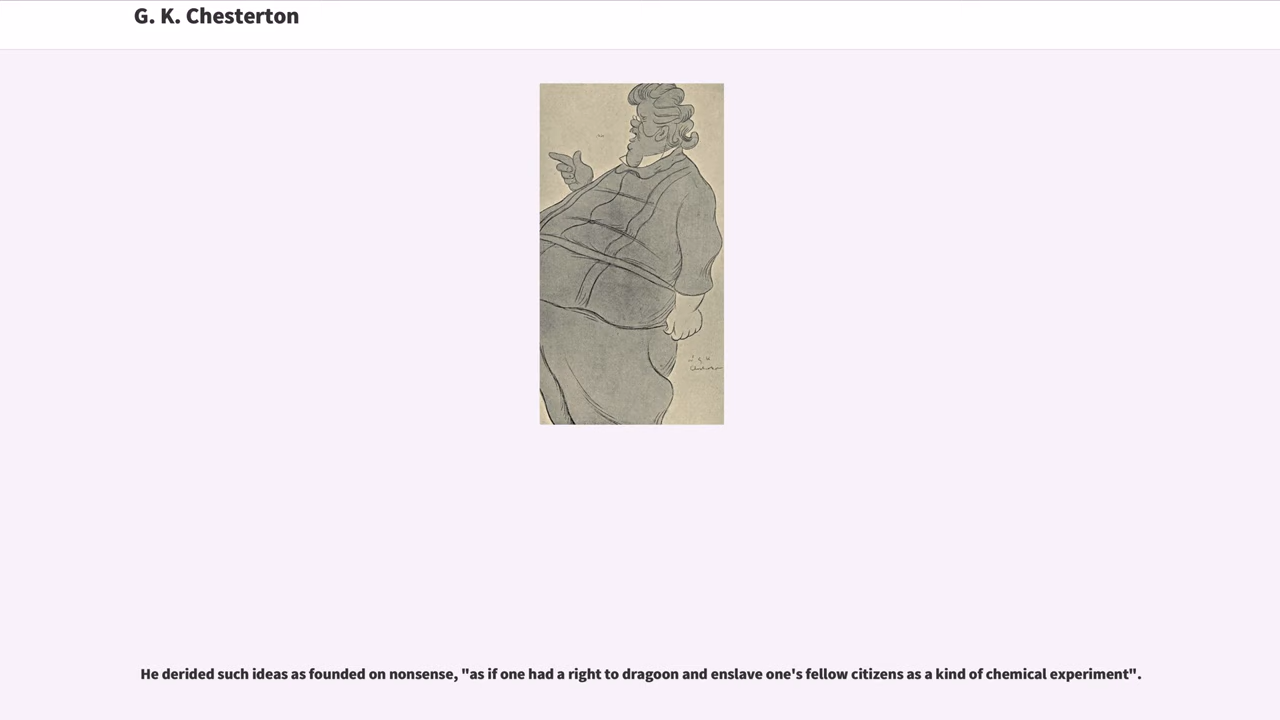 G. K. Chesterton
He derided such ideas as founded on nonsense, "as if one had a right to dragoon and enslave one's fellow citizens as a kind of chemical experiment".